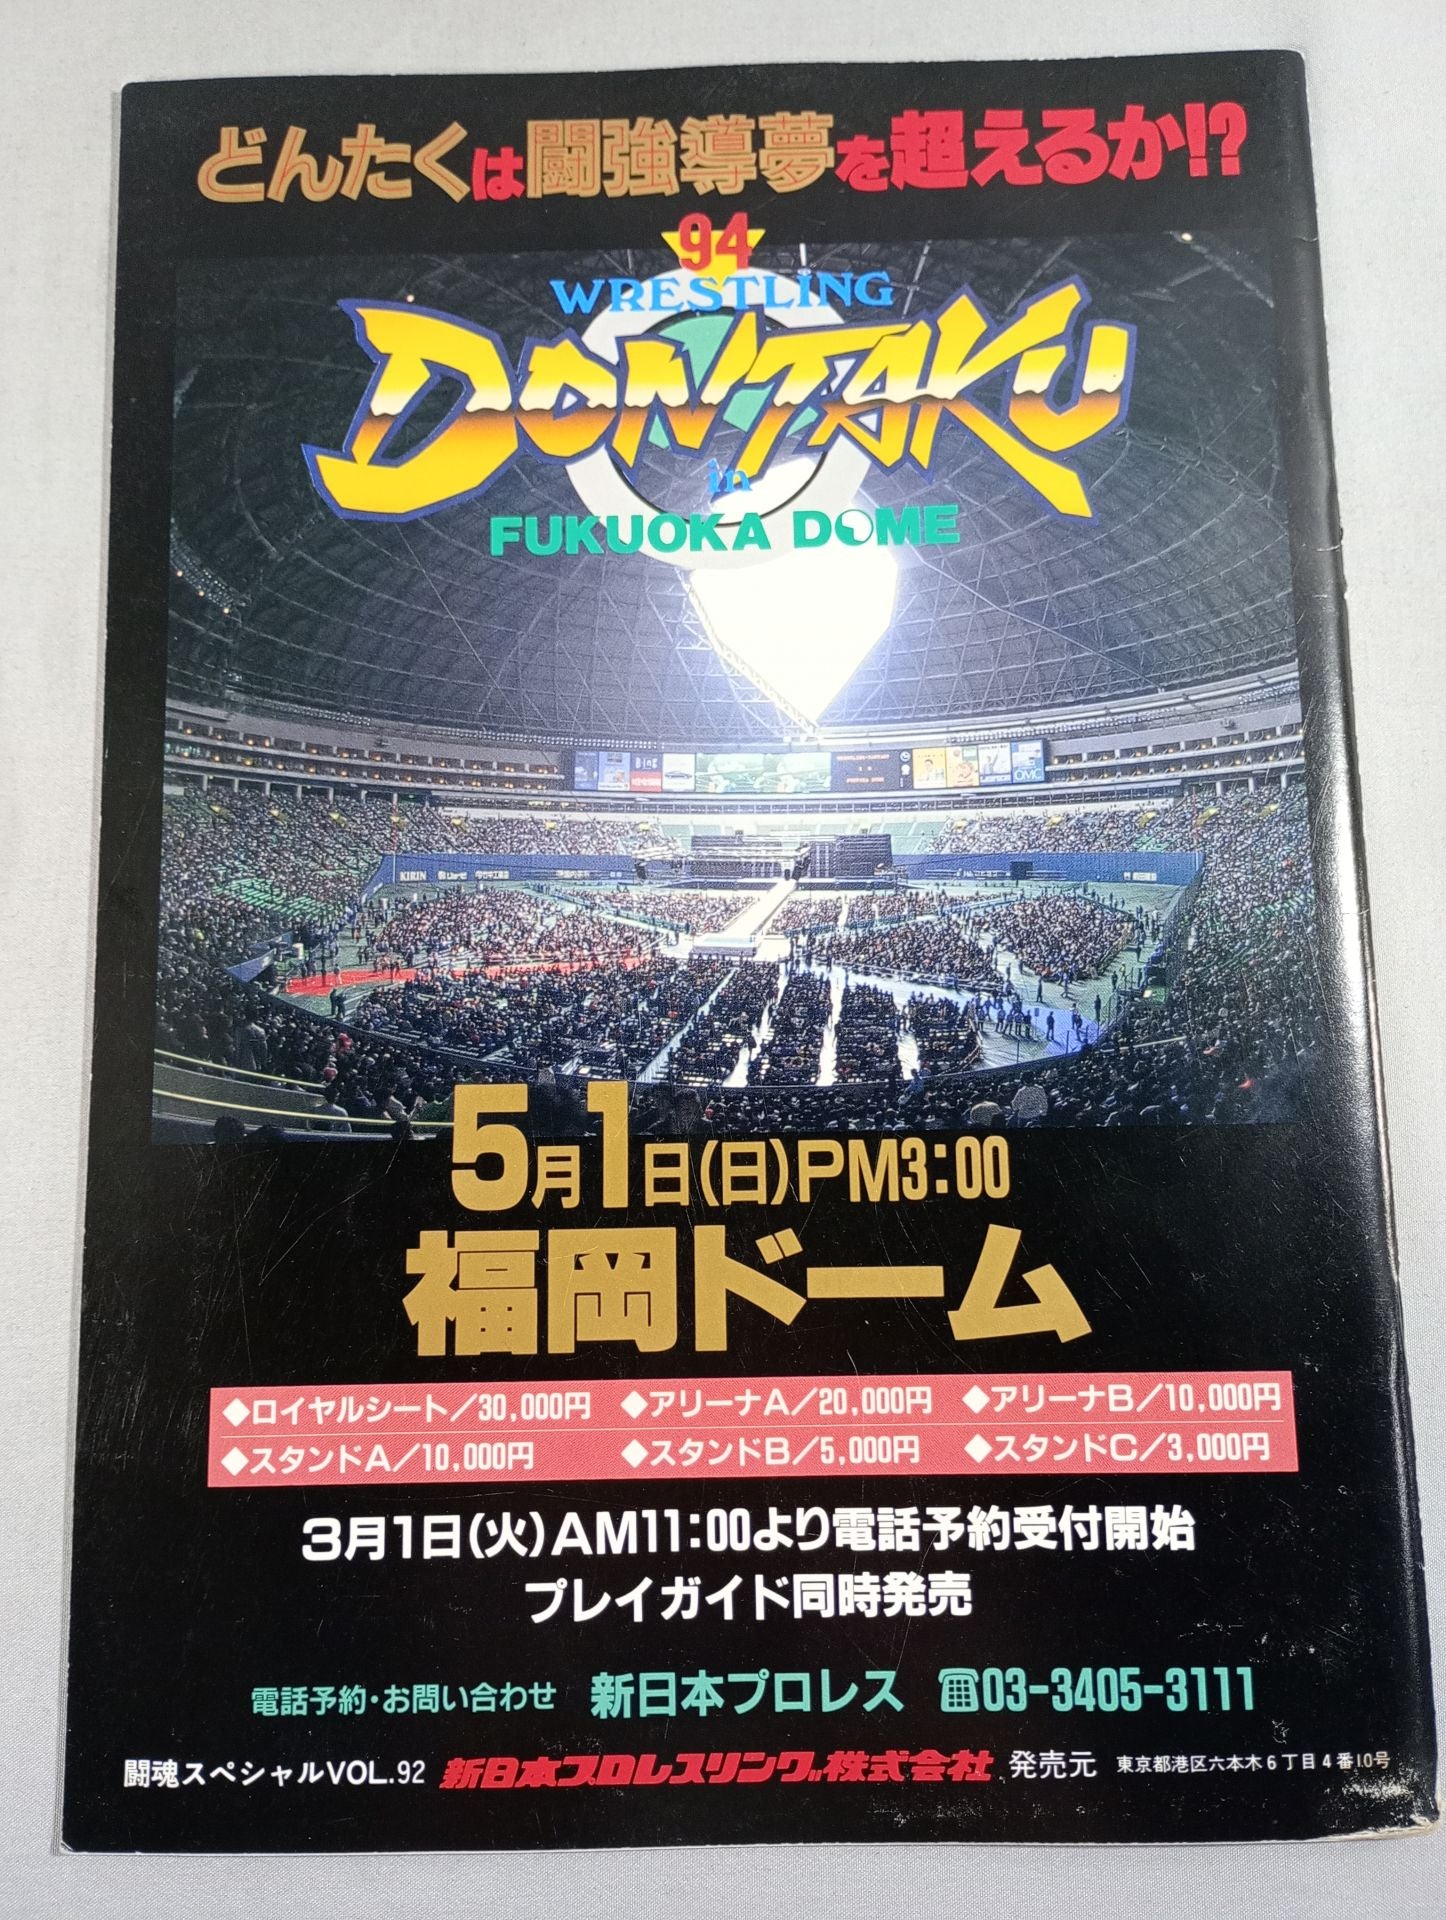 どんたくは闘強導夢を超えるか!?
94
WRESTLING
DONTAKU
in
FUKUOKA DOME
OMC
KIRIN
5月1日(日)PM3:00
福岡ドーム
◆ロイヤルシート/30,000円 ◆アリーナA/20,000円 ◆アリーナB/10,000円
◆スタンドA/10,000円 ◆スタンドB/5,000円 ◆スタンドC/3,000円
3月1日(火)AM11:00より電話予約受付開始
プレイガイド同時発売
電話予約・お問い合わせ 新日本プロレス ☎03-3405-3111
闘魂スペシャルVOL.92 新日本プロレスリング株式会社 発売元 東京都港区六本木6丁目4番10号